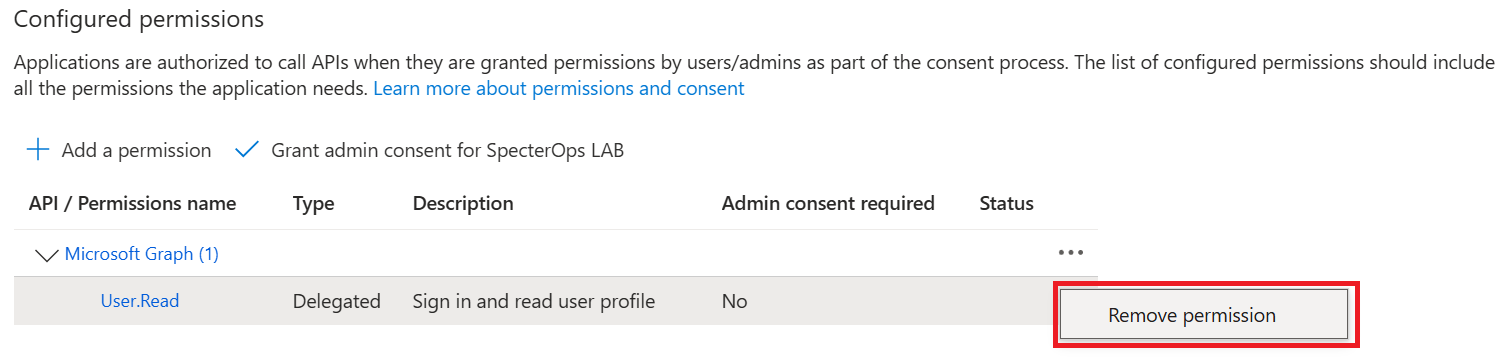 Configured permissions
Applications are authorized to call APIs when they are granted permissions by users/admins as part of the consent process. The list of configured permissions should include
all the permissions the application needs. Learn more about permissions and consent
Add a permission Grant admin consent for SpecterOps LAB
API / Permissions name Type Description Admin consent required Status
Microsoft Graph (1)
User.Read Delegated Sign in and read user profile No
Remove permission